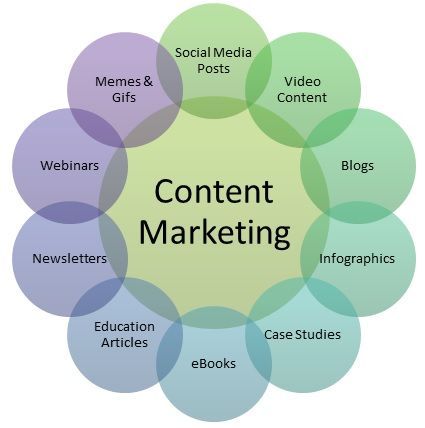 Social Media
Posts
Video
Content
Blogs
Infographics
Case Studies
eBooks
Education
Articles
Newsletters
Webinars
Memes &
Gifs
Content
Marketing